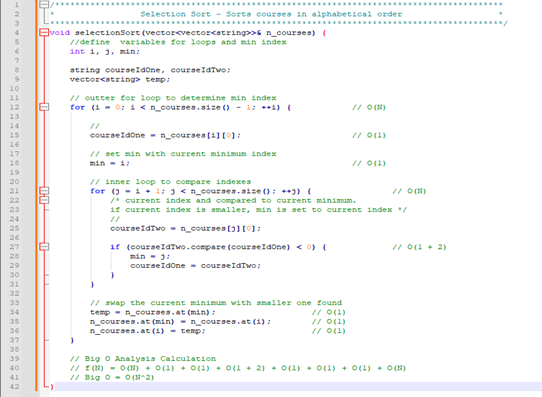 1 /*****************************************************************************
2 * Selection Sort - Sorts courses in alphabetical order *
3 *****************************************************************************/
4 void selectionSort(vector<vector<string>>& n_courses) {
5 //define variables for loops and min index
6 int i, j, min;
7
8 string courseIdOne, courseIdTwo;
9 vector<string> temp;
10
11 // outter for loop to determine min index
12 for (i = 0; i < n_courses.size() - 1; ++i) { // O(N)
13
14 //
15 courseIdOne = n_courses[i][0]; // O(1)
16
17 // set min with current minimum index
18 min = i; // O(1)
19
20 // inner loop to compare indexes
21 for (j = i + 1; j < n_courses.size(); ++j) { // O(N)
22 /* current index and compared to current minimum.
23 if current index is smaller, min is set to current index */
24 //
25 courseIdTwo = n_courses[j][0];
26
27 if (courseIdTwo.compare(courseIdOne) < 0) { // O(1 + 2)
28 min = j;
29 courseIdOne = courseIdTwo;
30 }
31 }
32
33 // swap the current minimum with smaller one found
34 temp = n_courses.at(min); // O(1)
35 n_courses.at(min) = n_courses.at(i); // O(1)
36 n_courses.at(i) = temp; // O(1)
37 }
38
39 // Big O Analysis Calculation
40 // f(N) = O(N) + O(1) + O(1) + O(1 + 2) + O(1) + O(1) + O(1) + O(N)
41 // Big O = O(N^2)
42 }